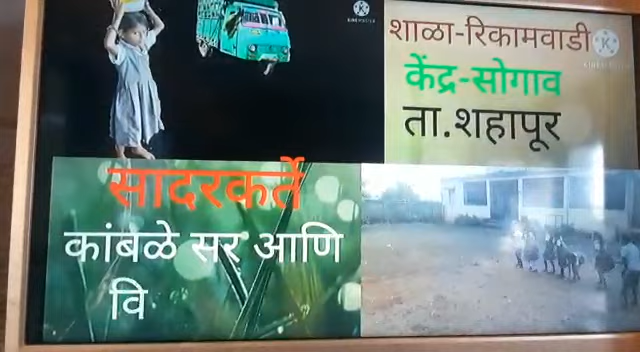 शाळा-रिकामवाडी
केंद्र-सोगाव
ता.शहापूर
सादरकर्ते
कांबळे सर आणि
वि